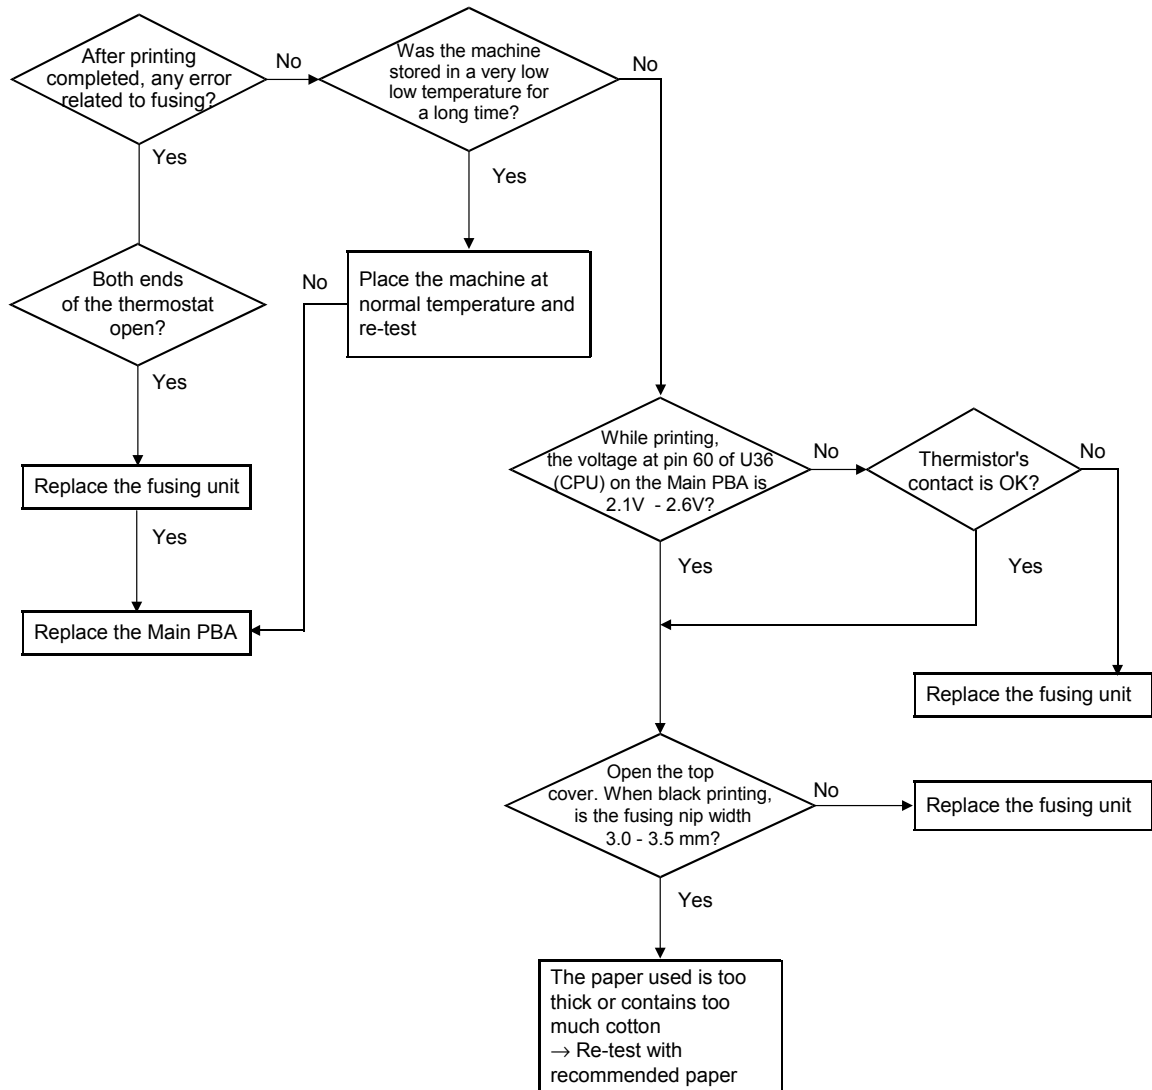 After printing
completed, any error
related to fusing?
No
Was the machine
stored in a very low
low temperature for
a long time?
No
Yes
Yes
Both ends
of the thermostat
open?
No
Place the machine at
normal temperature and
re-test
Yes
While printing,
the voltage at pin 60 of U36
(CPU) on the Main PBA is
2.1V - 2.6V?
No
Thermistor's
contact is OK?
No
Replace the fusing unit
Yes
Yes
Yes
Replace the Main PBA
Replace the fusing unit
Open the top
cover. When black printing,
is the fusing nip width
3.0 - 3.5 mm?
No
Replace the fusing unit
Yes
The paper used is too
thick or contains too
much cotton
→ Re-test with
recommended paper